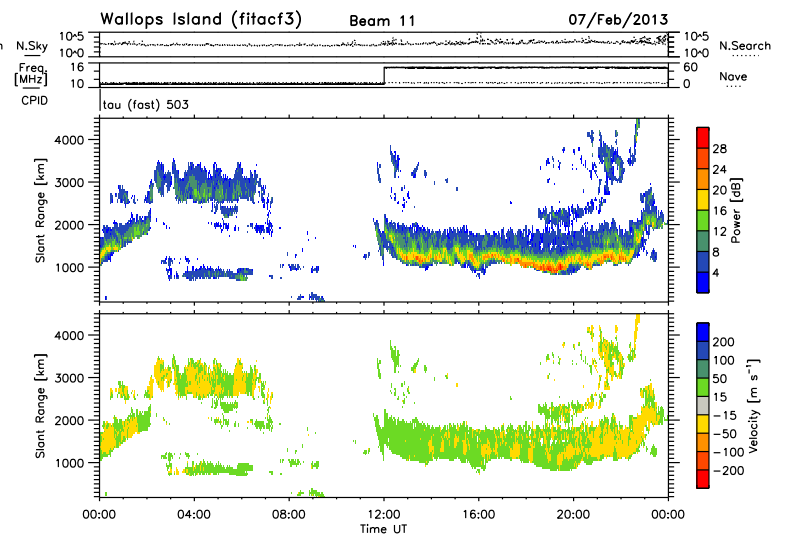 Wallops Island (fitacf3) Beam 11 07/Feb/2013
n N.Sky 10^5 10^5 N.Search
10^0 10^0
Freq. 16 60 Nave
[MHz] 10 0
CPID tau (fast) 503
4000
3000
2000
1000
Slant Range [km]
28
24
20
16
12
8
4
Power [dB]
4000
3000
2000
1000
Slant Range [km]
200
100
50
15
-15
-50
-100
-200
Velocity [m s⁻¹]
00:00 04:00 08:00 12:00 16:00 20:00 00:00
Time UT